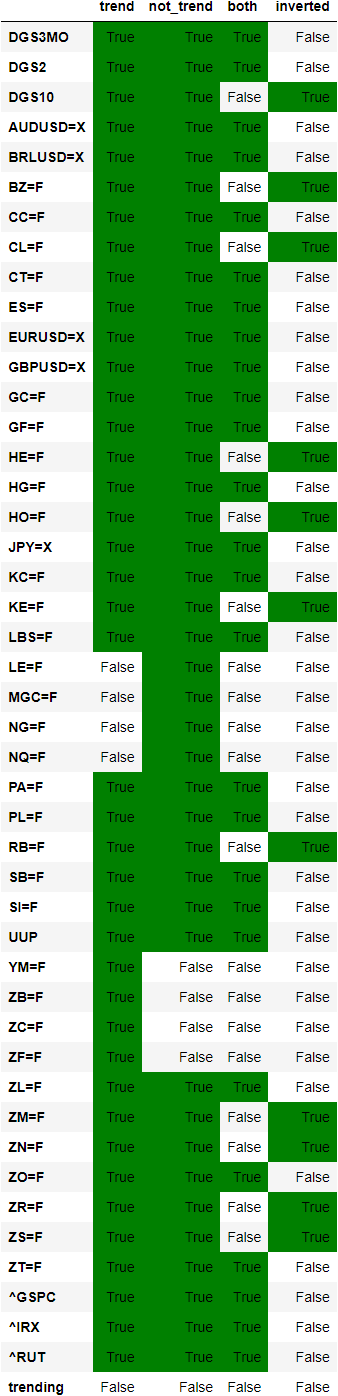 trend not_trend both inverted
DGS3MO True True True False
DGS2 True True True False
DGS10 True True False True
AUDUSD=X True True True False
BRLUSD=X True True True False
BZ=F True True False True
CC=F True True True False
CL=F True True False True
CT=F True True True False
ES=F True True True False
EURUSD=X True True True False
GBPUSD=X True True True False
GC=F True True True False
GF=F True True True False
HE=F True True False True
HG=F True True True False
HO=F True True False True
JPY=X True True True False
KC=F True True True False
KE=F True True False True
LBS=F True True True False
LE=F False True False False
MGC=F False True False False
NG=F False True False False
NQ=F False True False False
PA=F True True True False
PL=F True True True False
RB=F True True False True
SB=F True True True False
SI=F True True True False
UUP True True True False
YM=F True False False False
ZB=F True False False False
ZC=F True False False False
ZF=F True False False False
ZL=F True True True False
ZM=F True True False True
ZN=F True True False True
ZO=F True True True False
ZR=F True True False True
ZS=F True True False True
ZT=F True True True False
^GSPC True True True False
^IRX True True True False
^RUT True True True False
trending False False False False